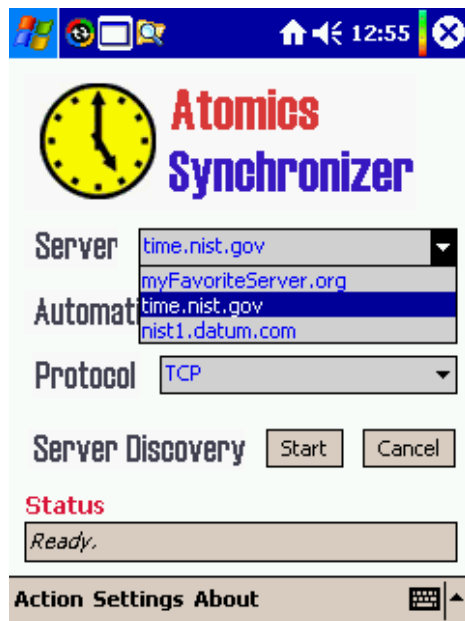 12:55
Atomics
Synchronizer
Server time.nist.gov
myFavoriteServer.org
time.nist.gov
nist1.datum.com
Protocol TCP
Server Discovery Start Cancel
Status
Ready.
Action Settings About